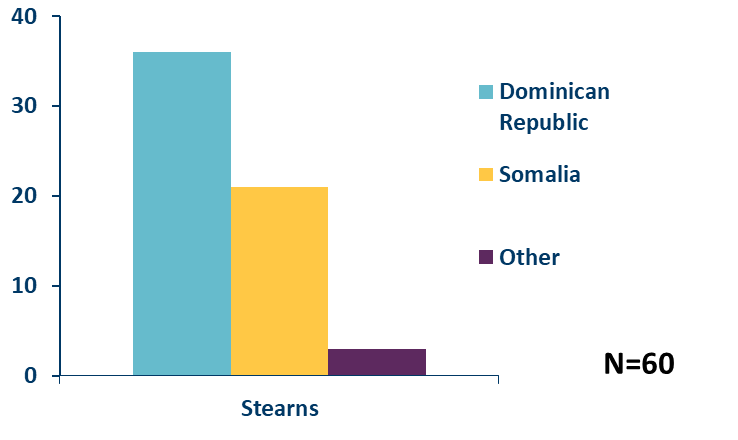 40
30
20
10
0
Stearns
Dominican
Republic
Somalia
Other
N=60